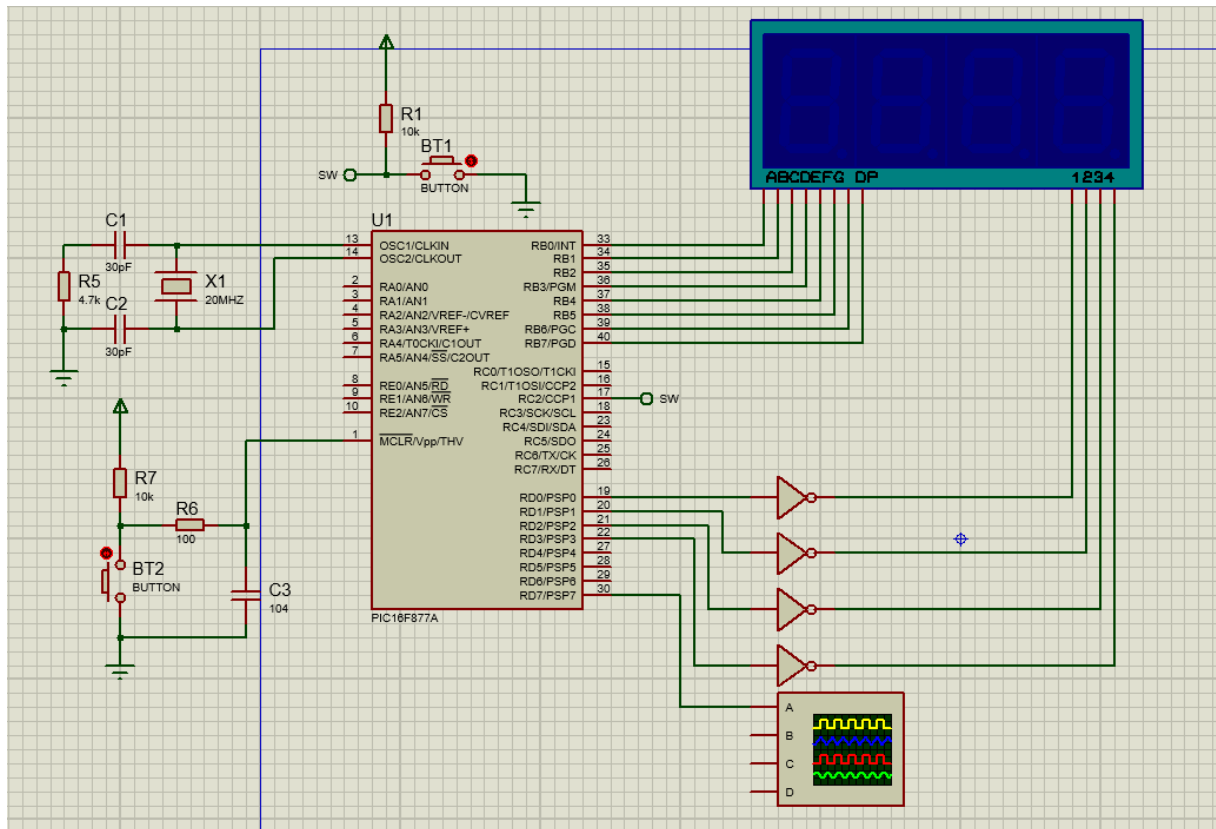 R1
10k
BT1
SW
BUTTON
ABCDEFG DP
1234
U1
C1
30pF
R5
4.7k
C2
30pF
X1
20MHZ
13 OSC1/CLKIN
14 OSC2/CLKOUT
2 RA0/AN0
3 RA1/AN1
4 RA2/AN2/VREF-/CVREF
5 RA3/AN3/VREF+
6 RA4/T0CKI/C1OUT
7 RA5/AN4/SS/C2OUT
8 RE0/AN5/RD
9 RE1/AN6/WR
10 RE2/AN7/CS
1 MCLR/Vpp/THV
RB0/INT 33
RB1 34
RB2 35
RB3/PGM 36
RB4 37
RB5 38
RB6/PGC 39
RB7/PGD 40
RC0/T1OSO/T1CKI 15
RC1/T1OSI/CCP2 16
RC2/CCP1 17
SW
RC3/SCK/SCL 18
RC4/SDI/SDA 23
RC5/SDO 24
RC6/TX/CK 25
RC7/RX/DT 26
RD0/PSP0 19
RD1/PSP1 20
RD2/PSP2 21
RD3/PSP3 22
RD4/PSP4 27
RD5/PSP5 28
RD6/PSP6 29
RD7/PSP7 30
PIC16F877A
R7
10k
R6
100
BT2
BUTTON
C3
104
A
B
C
D